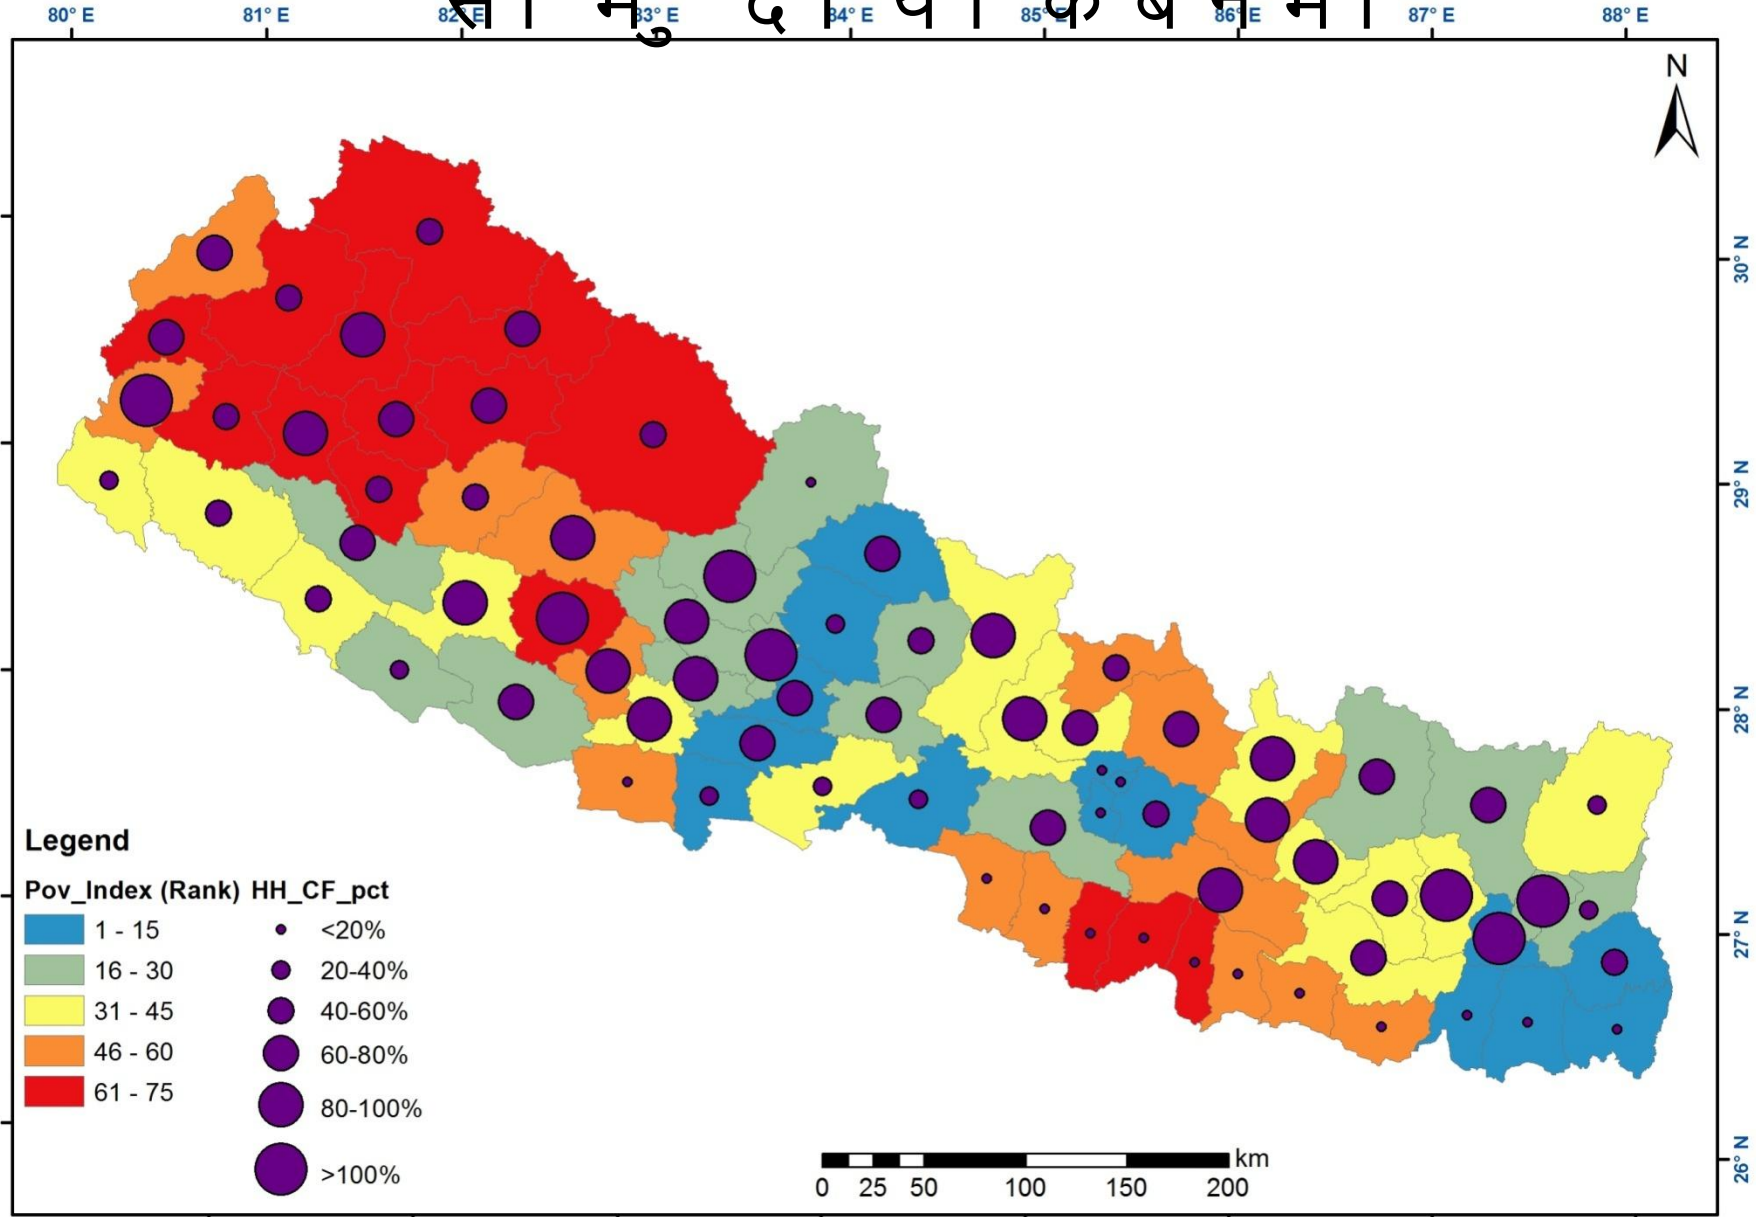 80° E 81° E 82° E 83° E 84° E 85° E 86° E 87° E 88° E
N
30° N
29° N
28° N
27° N
26° N
Legend
Pov_Index (Rank) HH_CF_pct
1 - 15 <20%
16 - 30 20-40%
31 - 45 40-60%
46 - 60 60-80%
61 - 75 80-100%
>100%
km
0 25 50 100 150 200